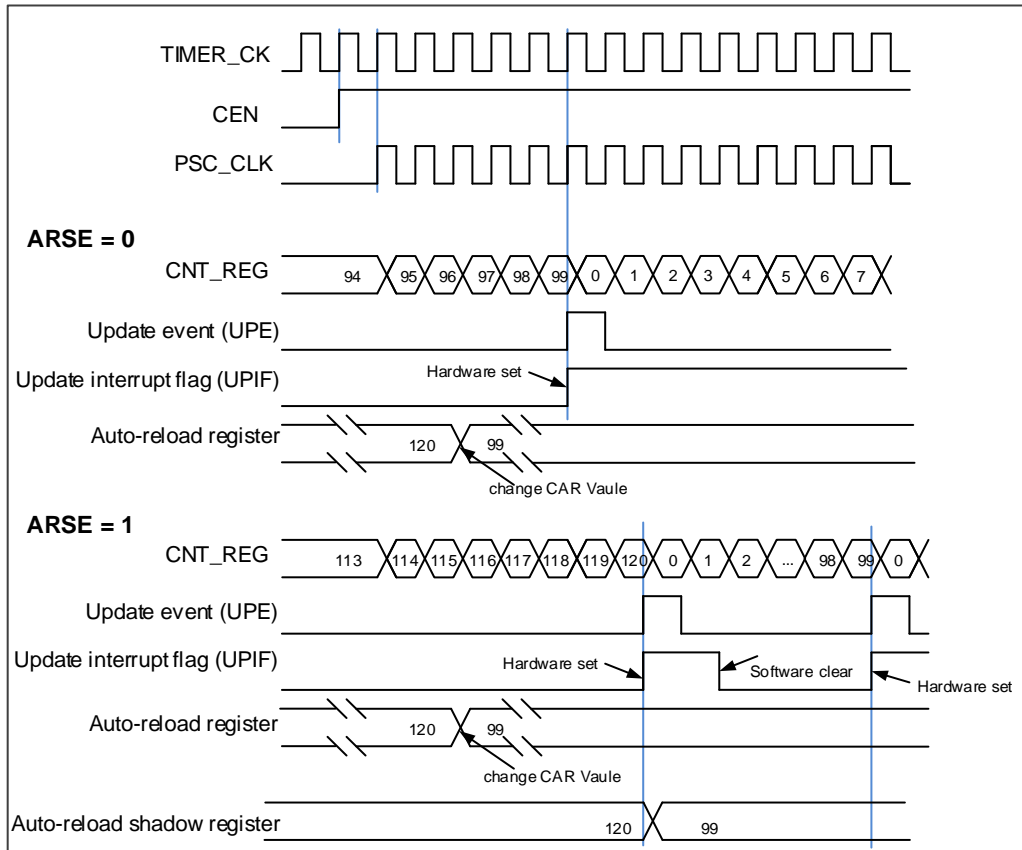 TIMER_CK
CEN
PSC_CLK
ARSE = 0
CNT_REG 94 95 96 97 98 99 0 1 2 3 4 5 6 7
Update event (UPE)
Update interrupt flag (UPIF) Hardware set
Auto-reload register 120 99
change CAR Vaule
ARSE = 1
CNT_REG 113 114 115 116 117 118 119 120 0 1 2 ... 98 99 0
Update event (UPE)
Update interrupt flag (UPIF) Hardware set Software clear Hardware set
Auto-reload register 120 99
change CAR Vaule
Auto-reload shadow register 120 99